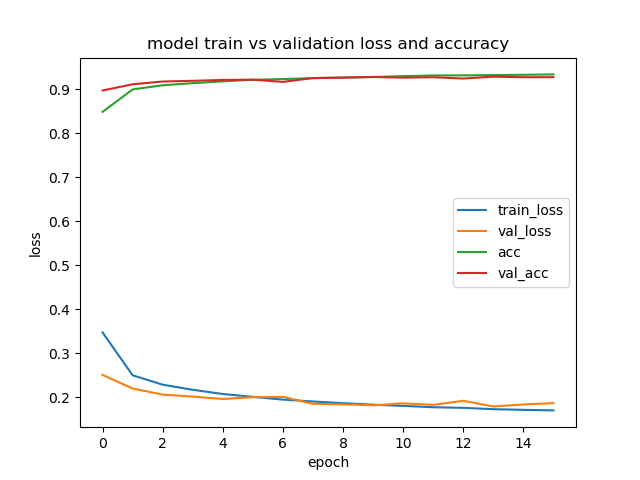 model train vs validation loss and accuracy
0.9
0.8
0.7
0.6
0.5
0.4
0.3
0.2
loss
train_loss
val_loss
acc
val_acc
0 2 4 6 8 10 12 14
epoch